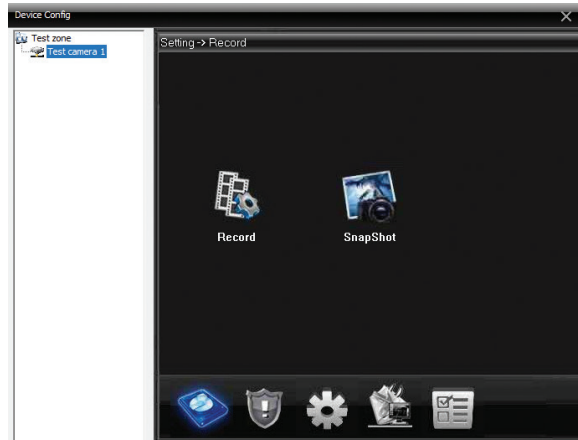 Device Config
Test zone
Test camera 1
Setting -> Record
Record
SnapShot